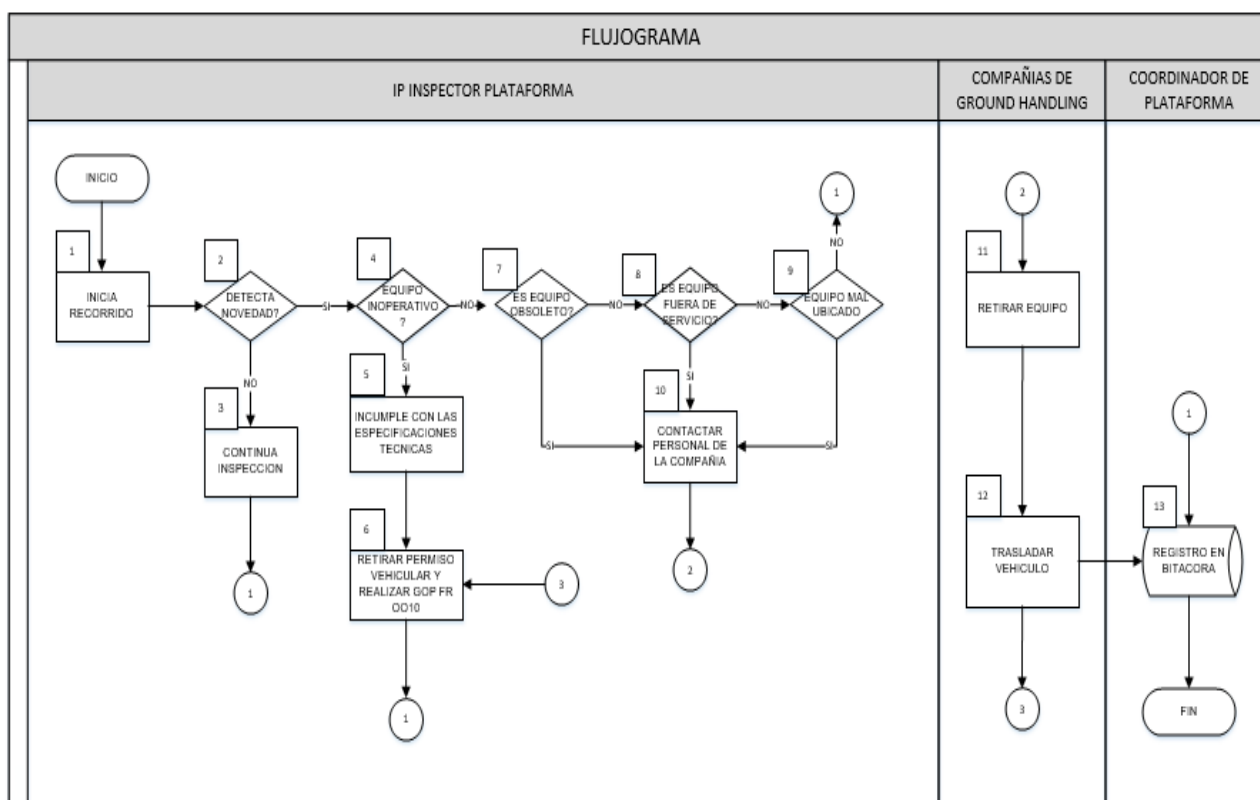 FLUJOGRAMA
IP INSPECTOR PLATAFORMA
COMPAÑIAS DE
GROUND HANDLING
COORDINADOR DE
PLATAFORMA
INICIO
1
INICIA
RECORRIDO
2
DETECTA
NOVEDAD?
SI
NO
3
CONTINUA
INSPECCION
1
4
EQUIPO
INOPERATIVO
?
NO
SI
5
INCUMPLE CON LAS
ESPECIFICACIONES
TECNICAS
6
RETIRAR PERMISO
VEHICULAR Y
REALIZAR GOP FR
OO10
3
1
7
ES EQUIPO
OBSOLETO?
NO
SI
8
ES EQUIPO
FUERA DE
SERVICIO?
NO
SI
9
EQUIPO MAL
UBICADO
NO
1
SI
10
CONTACTAR
PERSONAL DE
LA COMPAÑIA
2
2
11
RETIRAR EQUIPO
12
TRASLADAR
VEHICULO
3
1
13
REGISTRO EN
BITACORA
FIN